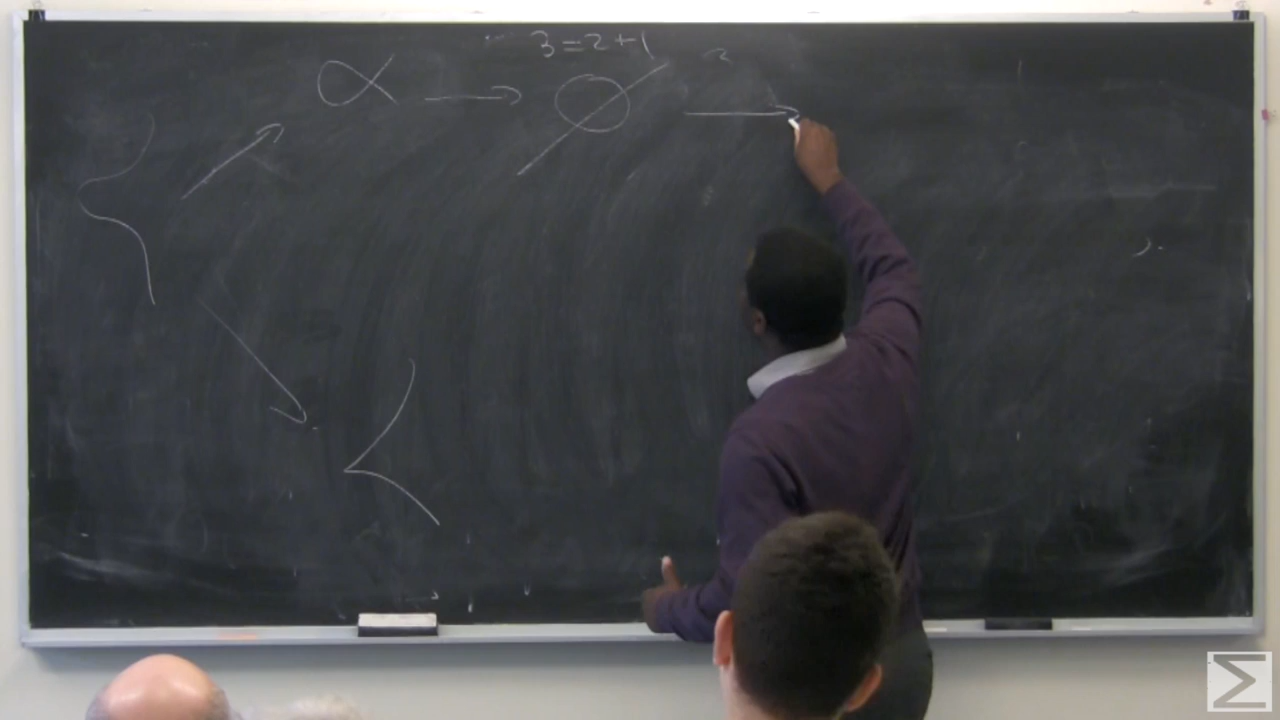 3 = 2 + 1